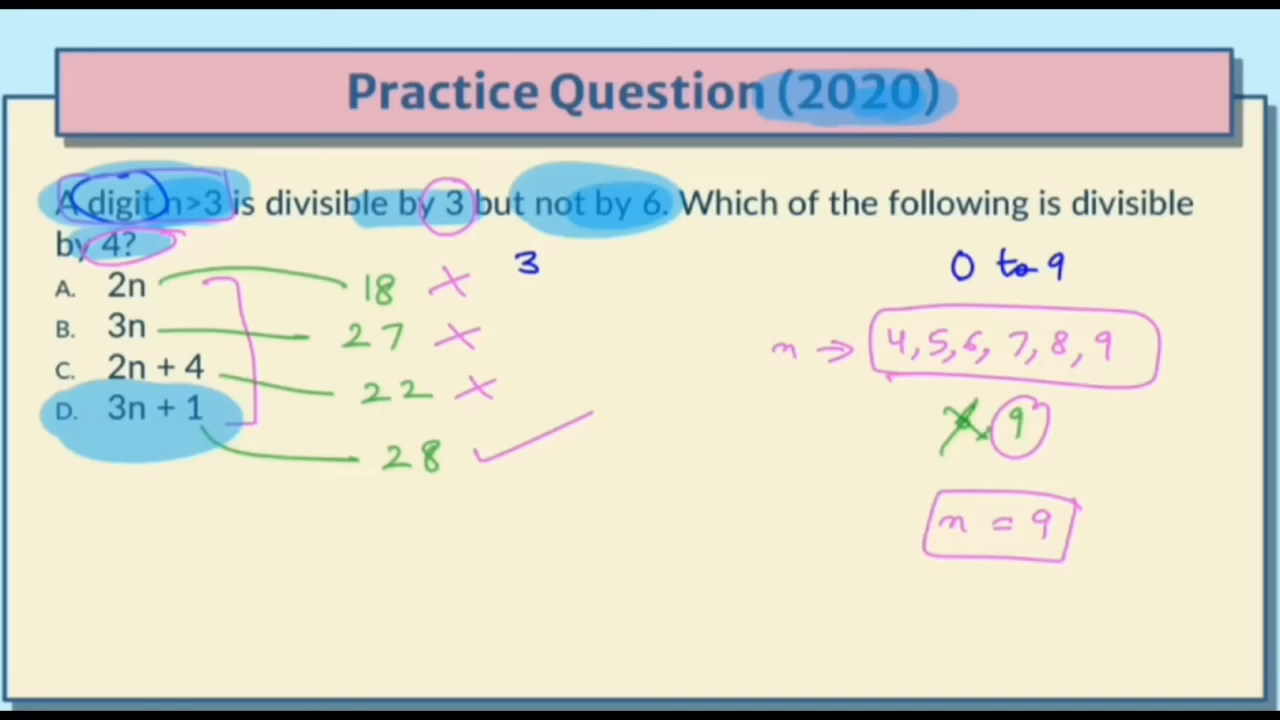 Practice Question (2020)
A digit n>3 is divisible by 3 but not by 6. Which of the following is divisible
by 4?
3
0 to 9
A. 2n
18 ×
B. 3n
27 ×
n ⇒ 4, 5, 6, 7, 8, 9
C. 2n + 4
22 ×
D. 3n + 1
9
28 ✓
n = 9